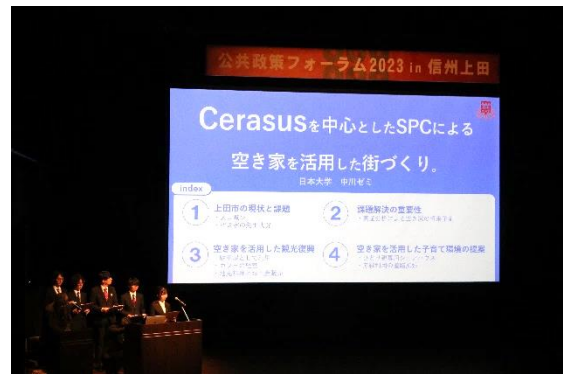 公共政策フォーラム2023 in 信州上田
Cerasusを中心としたSPCによる
空き家を活用した街づくり。
日本大学 中川ゼミ
index
1 上田市の現状と課題
2 課題解決の重要性
3 空き家を活用した観光復興
4 空き家を活用した子育て環境の提案